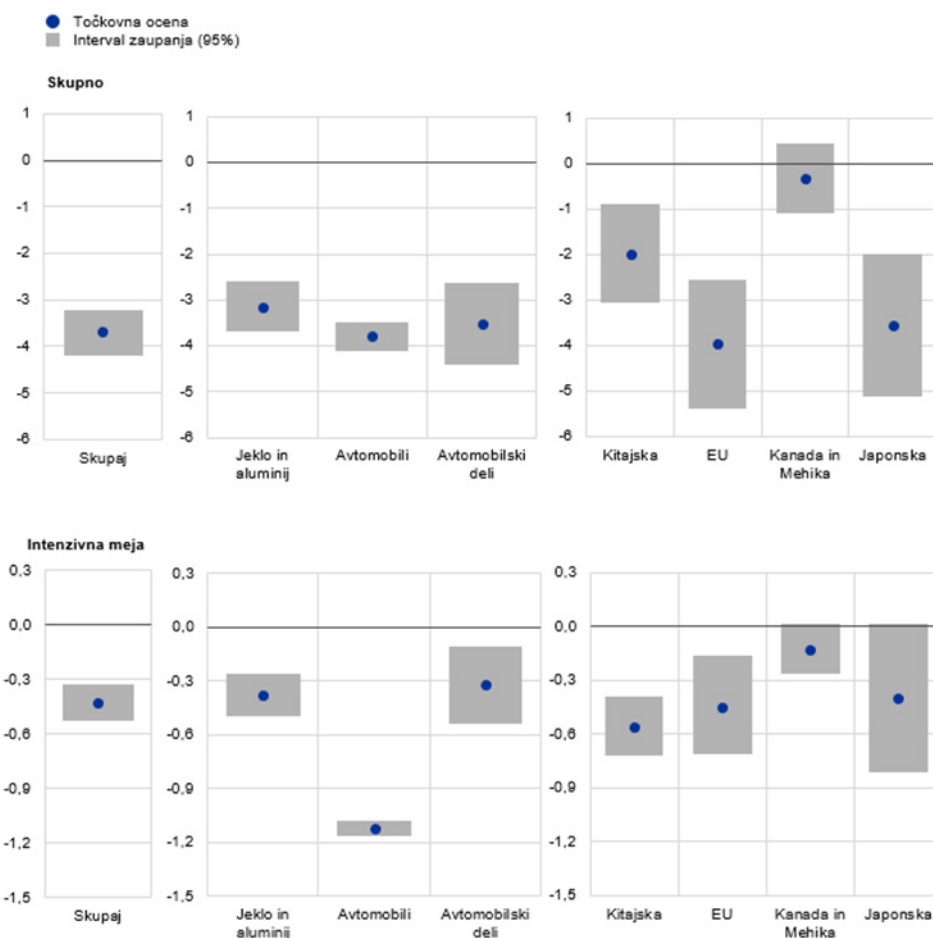 Točkovna ocena
Interval zaupanja (95%)
Skupno
1
0
-1
-2
-3
-4
-5
-6
Skupaj
1
0
-1
-2
-3
-4
-5
-6
Jeklo in
aluminij
Avtomobili
Avtomobilski
deli
1
0
-1
-2
-3
-4
-5
-6
Kitajska
EU
Kanada in
Mehika
Japonska
Intenzivna meja
0,3
0,0
-0,3
-0,6
-0,9
-1,2
-1,5
Skupaj
0,3
0,0
-0,3
-0,6
-0,9
-1,2
-1,5
Jeklo in
aluminij
Avtomobili
Avtomobilski
deli
0,3
0,0
-0,3
-0,6
-0,9
-1,2
-1,5
Kitajska
EU
Kanada in
Mehika
Japonska